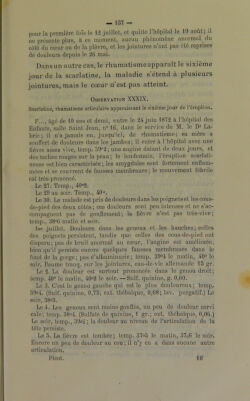 — 137 —
pour la première fois le 11 juillet, et quitte l'hôpital le 19 août ; il
ne présente plus, à ce moment, aucun phénomène anormal du
côté du cœur ou de la plèvre, et les jointures n'ont pas été reprises
de douleurs depuis le 26 mai.
Dans un autre cas, le rhumatisme apparaît le sixième
jour de la scarlatine, la maladie s'étend à plusieurs
jointures, mais le cœur n'est pas atteint.
OBSERVATION XXXIX.
Scarlatine, rhumatisme articulaire apparaissant le sixième jour de l'éruption.
F..., âgé de 10 ans et demi, entre le 24 juin 1872 à l'hôpital des
Enfants, salle Saint-Jean, n° 16, dans le service de M. le Dr La-
bric ; il n'a jamais eu, jusqu'ici, de rhumatisme ; sa mère a
souffert de douleurs dans les jambes ; il entre à l'hôpital avec une
fièvre assez vive, temp. 39°2 ; une angine datant de deux jours, et
des taches rouges sur la peau ; le lendemain, l'éruption scarlati-
neuse est bien caractérisée ; les amygdales sont fortement enflam-
mées et se couvrent de fausses membranes ; le mouvement fébrile
est très-prononcé.
Le 27. Temp., 40°2.
Le 29 au soir. Temp., 40°.
Le 30. Le malade est pris de douleurs dans les poignets et les cous-
de-pied des deux côtés ; ces douleurs sont peu intenses et ne s'ac-
compagnent pas de gonflement ; la fièvre n'est pas très-vive ;
temp., 38°6 matin et soir.
1er juillet. Douleurs dans les genoux et les hanches ; celles
des poignets persistent, tandis que celles des cous-de-pied ont
disparu ; pas de bruit anormal au cœur, l'angine est améliorée,
bien qu'il persiste encore quelques fausses membranes dans le
fond de la gorge ; pas d'albuminurie ; temp. 39°4 le matin, 40° le
soir. Baume tranq. sur les jointures, eau-de-vie allemande 15 gr.
Le 2. La douleur est surtout prononcée dans le genou droit ;
temp. 40° le matin, 40°2 le soir. — Sulf. quinine, g. 0,60.
Le 3. C'est le genou gauche qui est le plus douloureux ; temp.
39°4. (Sulf. quinine, 0,75, ext. thébaïque, 0,08 ; lav. purgatif.) Le
soir, 39°3.
Le 4. Les genoux sont moins gonflés, un peu de douleur cervi-
cale ; temp. 38°4 (Sulfate de quinine, 1 gr. ; ext. thébaïque, 0,06.)
Le soir, temp., 39°2 ; la douleur au niveau de l'articulation de la
tête persiste.
Le 5. La fièvre est tombée ; temp. 37°5 le matin, 37,6 le soir.
Encore un peu de douleur au cou ; il n'y en a dans aucune autre
articulation.